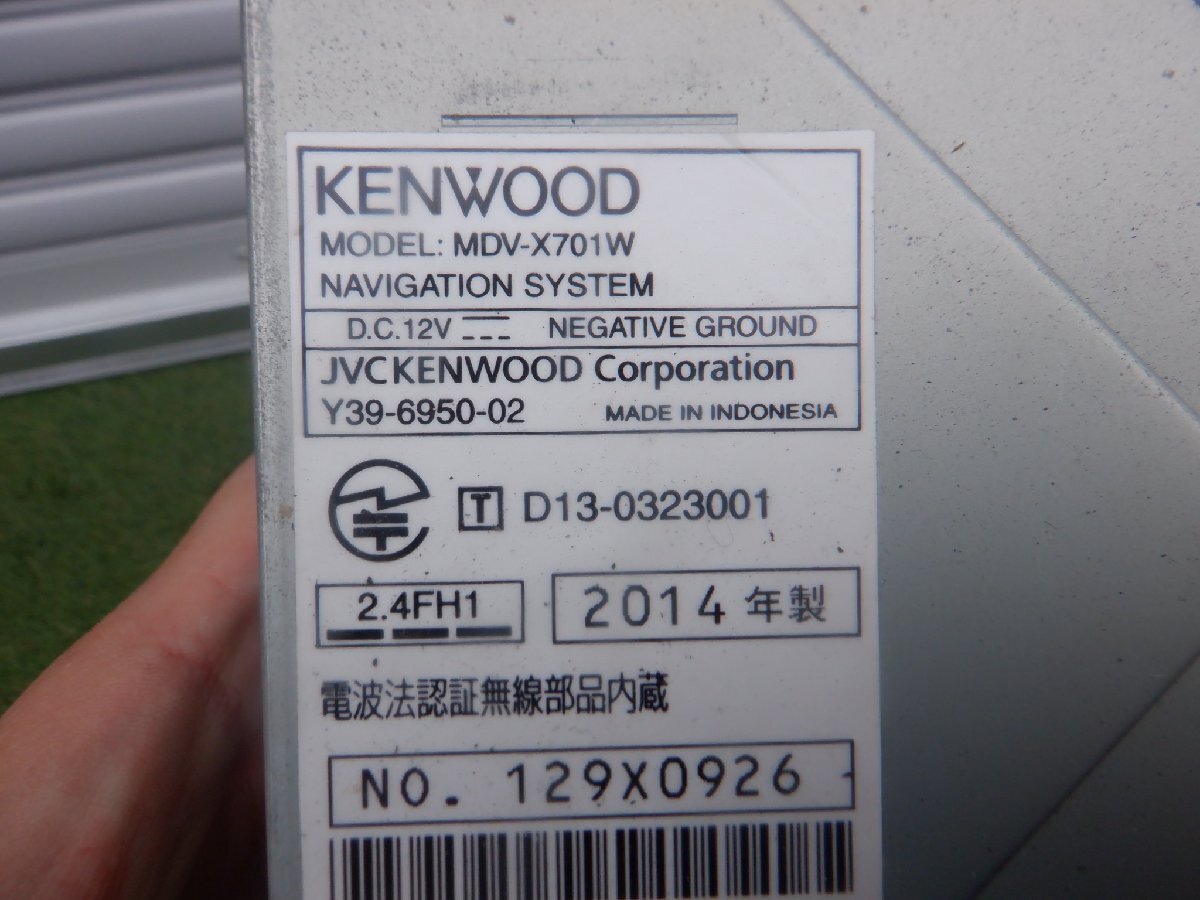 KENWOOD
MODEL: MDV-X701W
NAVIGATION SYSTEM
D.C.12V NEGATIVE GROUND
JVCKENWOOD Corporation
Y39-6950-02 MADE IN INDONESIA
T D13-0323001
2.4FH1 2014 年製
電波法認証無線部品内蔵
NO. 129X0926